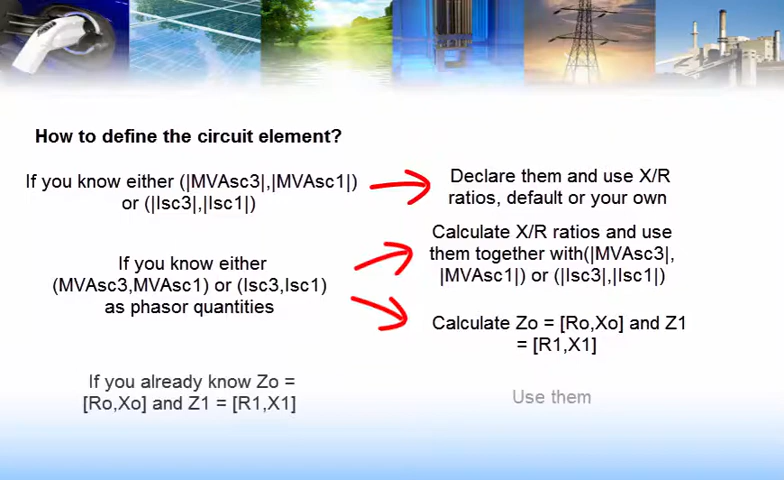 How to define the circuit element?
If you know either (|MVAsc3|,|MVAsc1|)
or (|Isc3|,|Isc1|)
Declare them and use X/R
ratios, default or your own
If you know either
(MVAsc3,MVAsc1) or (Isc3,Isc1)
as phasor quantities
Calculate X/R ratios and use
them together with(|MVAsc3|,
|MVAsc1|) or (|Isc3|,|Isc1|)
Calculate Zo = [Ro,Xo] and Z1
= [R1,X1]
If you already know Zo =
[Ro,Xo] and Z1 = [R1,X1]
Use them